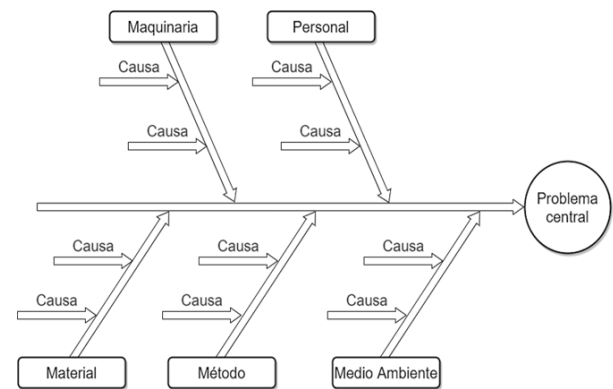 Maquinaria
Personal
Causa
Causa
Causa
Causa
Problema
central
Causa
Causa
Causa
Causa
Causa
Causa
Material
Método
Medio Ambiente